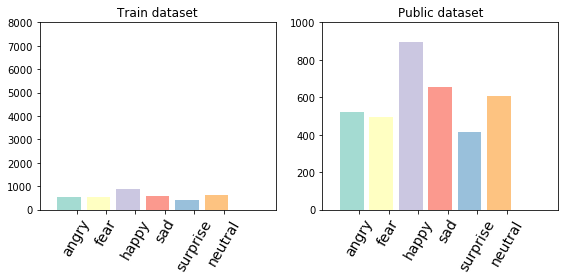 Train dataset
8000
7000
6000
5000
4000
3000
2000
1000
0
angry
fear
happy
sad
surprise
neutral
Public dataset
1000
800
600
400
200
0
angry
fear
happy
sad
surprise
neutral